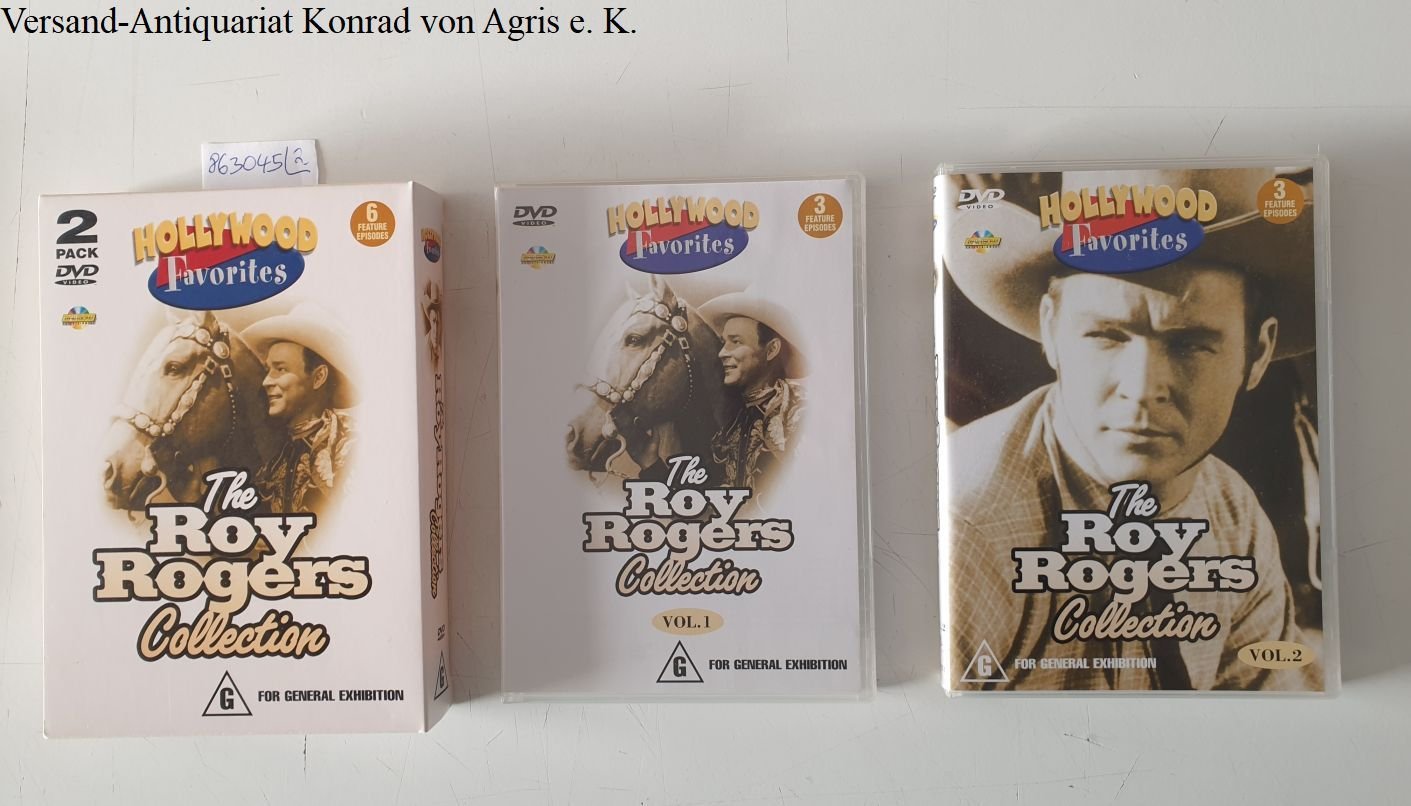 Versand-Antiquariat Konrad von Agris e. K.
863045L2
2
PACK
DVD
VIDEO
HOLLYWOOD
Favorites
6
FEATURE
EPISODES
The
Roy
Rogers
Collection
G FOR GENERAL EXHIBITION
DVD
VIDEO
HOLLYWOOD
Favorites
3
FEATURE
EPISODES
The
Roy
Rogers
Collection
VOL.1
G FOR GENERAL EXHIBITION
DVD
VIDEO
HOLLYWOOD
Favorites
3
FEATURE
EPISODES
The
Roy
Rogers
Collection
VOL.2
G FOR GENERAL EXHIBITION